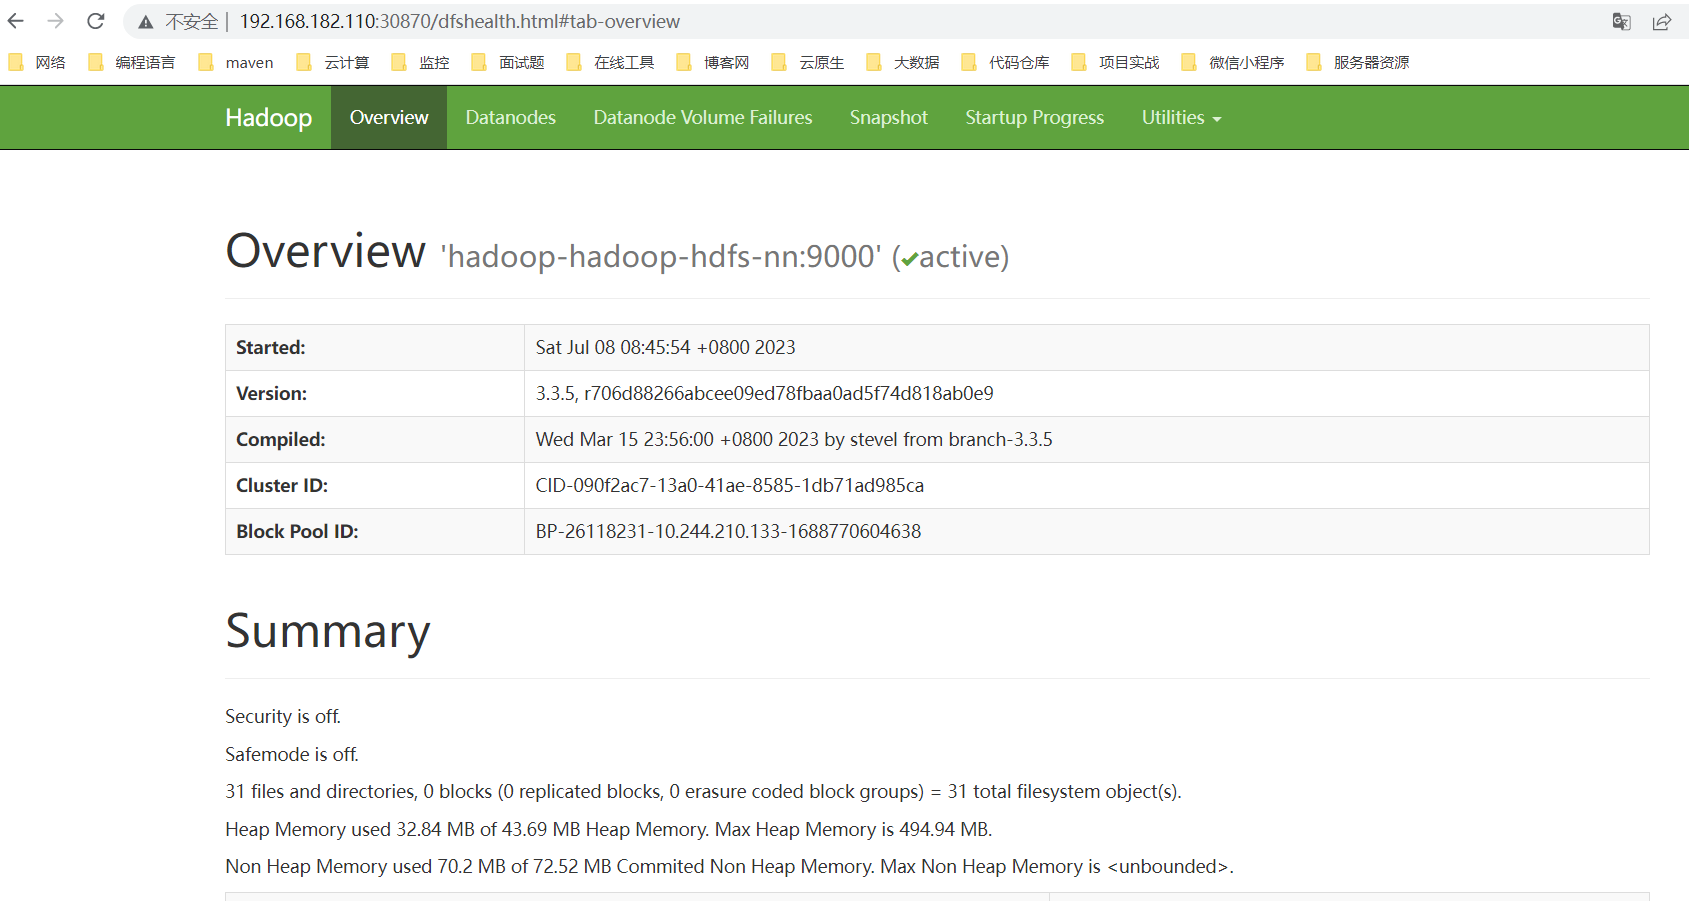 不安全 | 192.168.182.110:30870/dfshealth.html#tab-overview
网络 编程语言 maven 云计算 监控 面试题 在线工具 博客网 云原生 大数据 代码仓库 项目实战 微信小程序 服务器资源
Hadoop Overview Datanodes Datanode Volume Failures Snapshot Startup Progress Utilities
Overview 'hadoop-hadoop-hdfs-nn:9000' (✔active)
Started: Sat Jul 08 08:45:54 +0800 2023
Version: 3.3.5, r706d88266abcee09ed78fbaa0ad5f74d818ab0e9
Compiled: Wed Mar 15 23:56:00 +0800 2023 by stevel from branch-3.3.5
Cluster ID: CID-090f2ac7-13a0-41ae-8585-1db71ad985ca
Block Pool ID: BP-26118231-10.244.210.133-1688770604638
Summary
Security is off.
Safemode is off.
31 files and directories, 0 blocks (0 replicated blocks, 0 erasure coded block groups) = 31 total filesystem object(s).
Heap Memory used 32.84 MB of 43.69 MB Heap Memory. Max Heap Memory is 494.94 MB.
Non Heap Memory used 70.2 MB of 72.52 MB Commited Non Heap Memory. Max Non Heap Memory is <unbounded>.